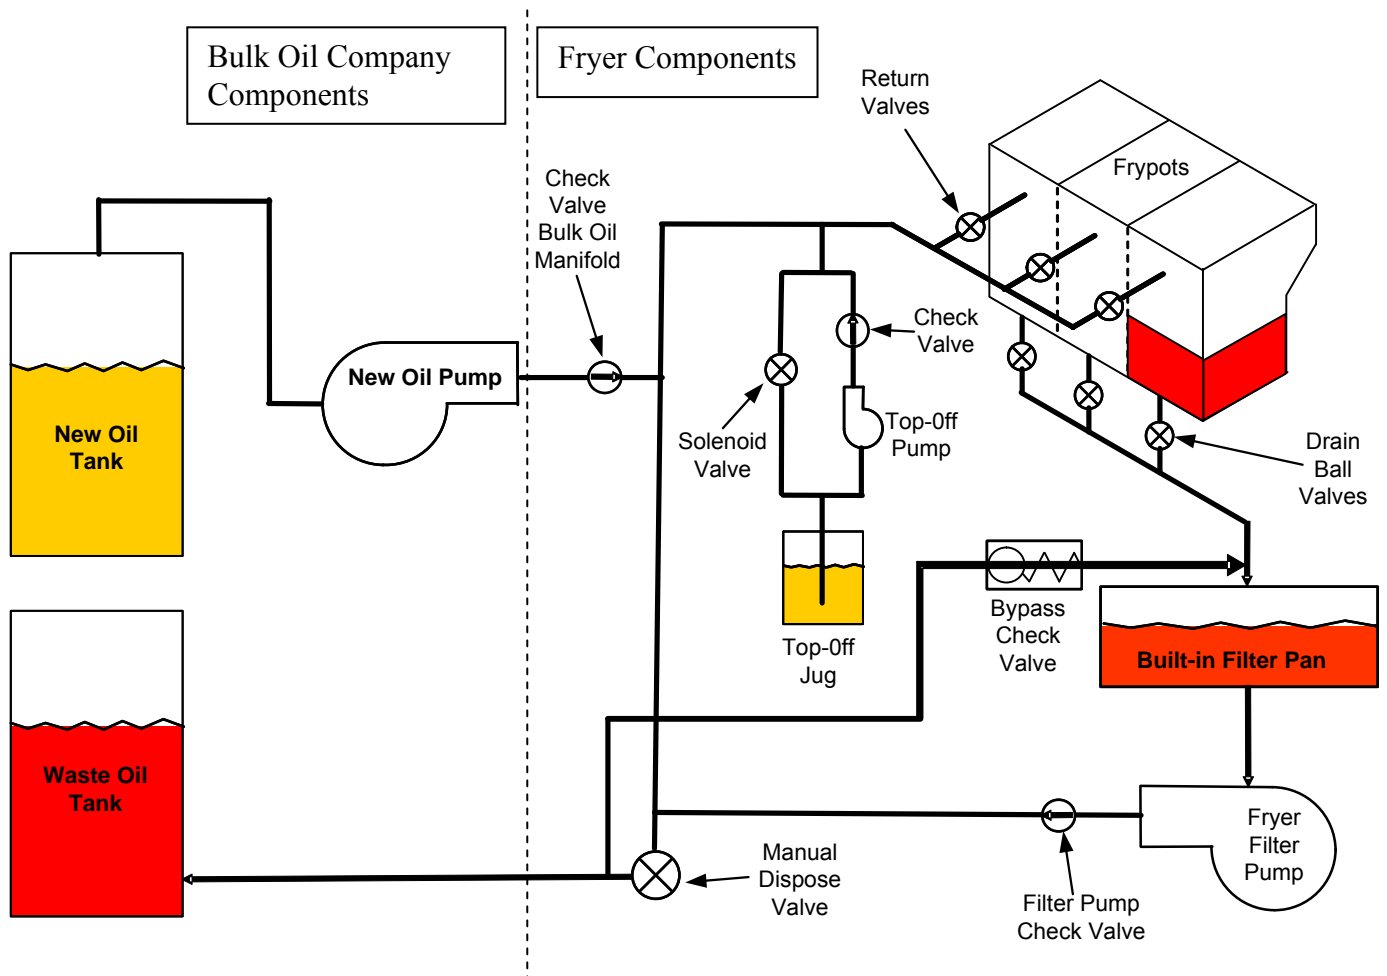 Bulk Oil Company
Components
Fryer Components
Return
Valves
Frypots
Check
Valve
Bulk Oil
Manifold
New Oil Pump
Check
Valve
New Oil
Tank
Solenoid
Valve
Top-0ff
Pump
Drain
Ball
Valves
Bypass
Check
Valve
Top-0ff
Jug
Built-in Filter Pan
Waste Oil
Tank
Fryer
Filter
Pump
Manual
Dispose
Valve
Filter Pump
Check Valve